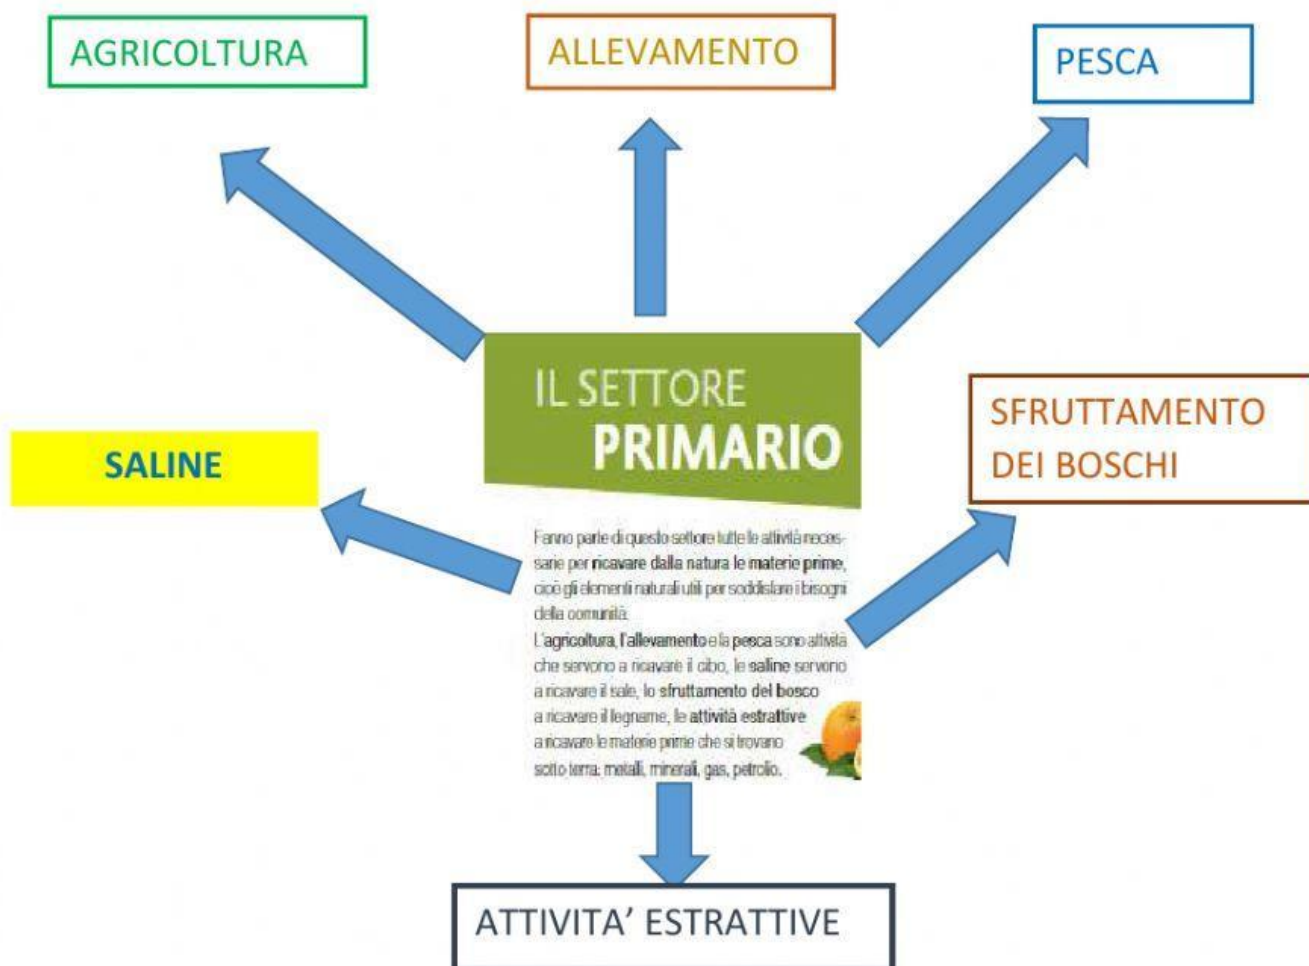 AGRICOLTURA
ALLEVAMENTO
PESCA
IL SETTORE
PRIMARIO
SFRUTTAMENTO
DEI BOSCHI
SALINE
Fanno parte di questo settore tutte le attività neces-
sarie per ricavare dalla natura le materie prime,
cioè gli elementi naturali utili per soddisfare i bisogni
della comunità.
L'agricoltura, l'allevamento e la pesca sono attività
che servono a ricavare il cibo, le saline servono
a ricavare il sale, lo sfruttamento del bosco
a ricavare il legname, le attività estrattive
a ricavare le materie prime che si trovano
sotto terra: metalli, minerali, gas, petrolio.
ATTIVITA' ESTRATTIVE